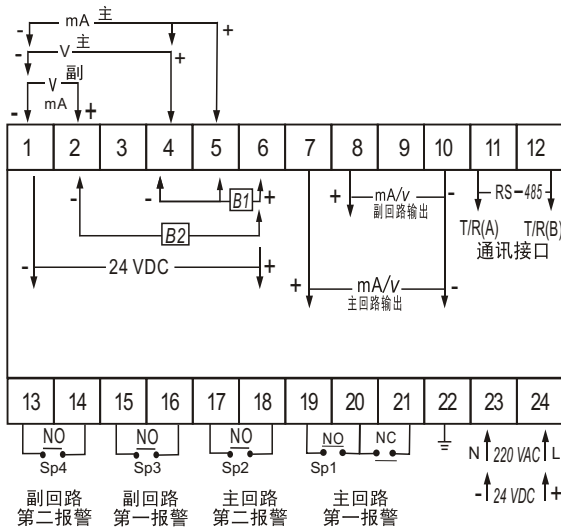 - mA 主 +
- V 主 +
V 副
- mA +
1 2 3 4 5 6 7 8 9 10 11 12
- - B1 + + mA/v - RS-485
副回路输出
B2 T/R(A) T/R(B)
通讯接口
- 24 VDC +
+ mA/v -
主回路输出
13 14 15 16 17 18 19 20 21 22 23 24
NO NO NO NO NC N 220 VAC L
Sp4 Sp3 Sp2 Sp1
- 24 VDC +
副回路 副回路 主回路 主回路
第二报警 第一报警 第二报警 第一报警